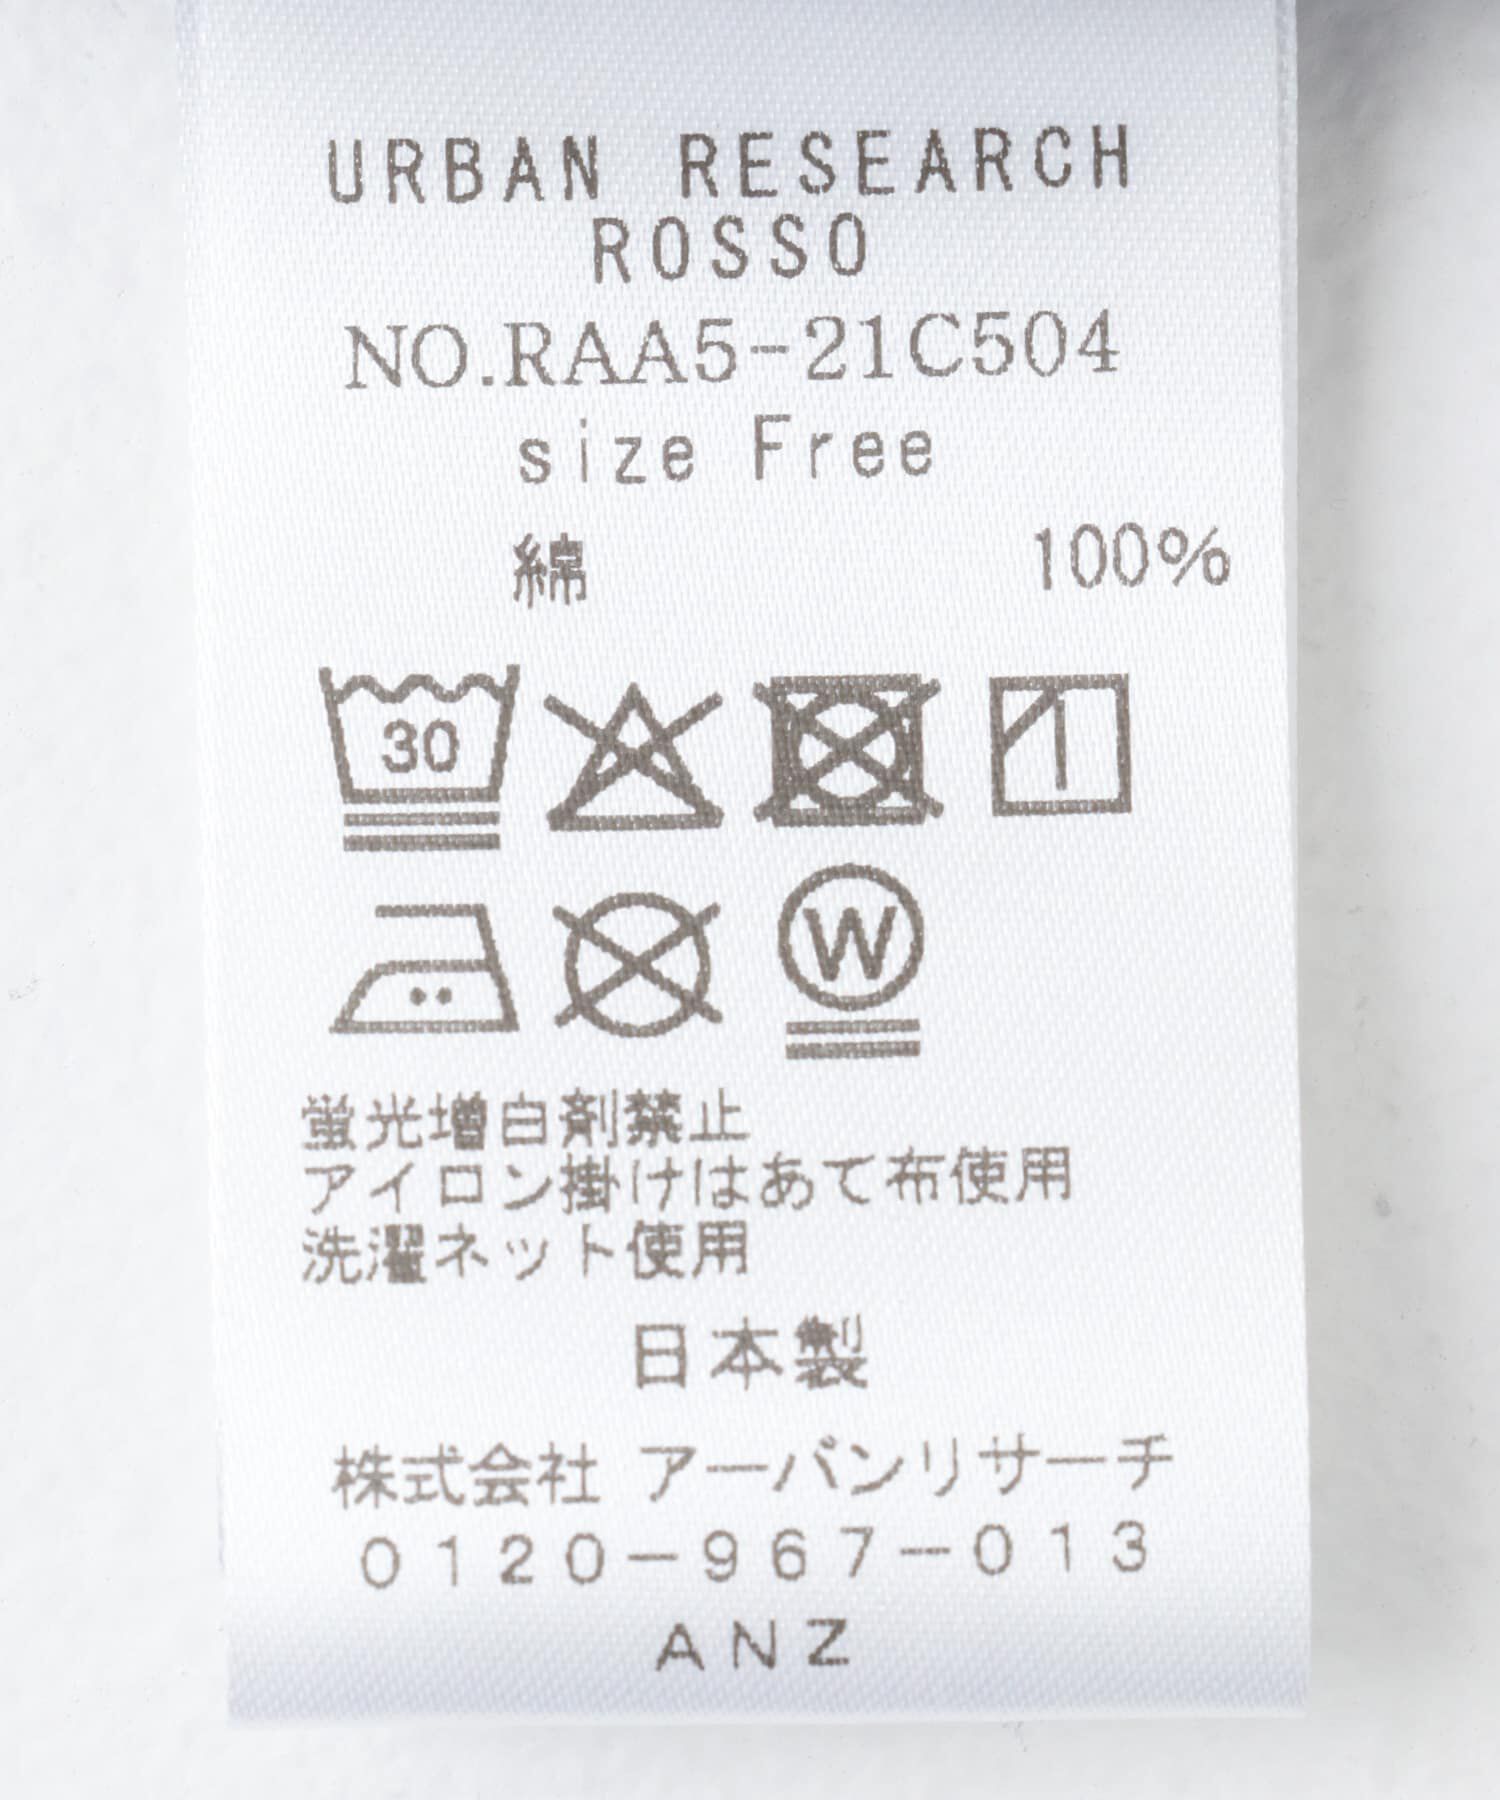 URBAN RESEARCH
ROSSO
NO.RAA5-21C504
size Free
綿 100%
30
W
蛍光増白剤禁止
アイロン掛けはあて布使用
洗濯ネット使用
日本製
株式会社 アーバンリサーチ
0120-967-013
ANZ